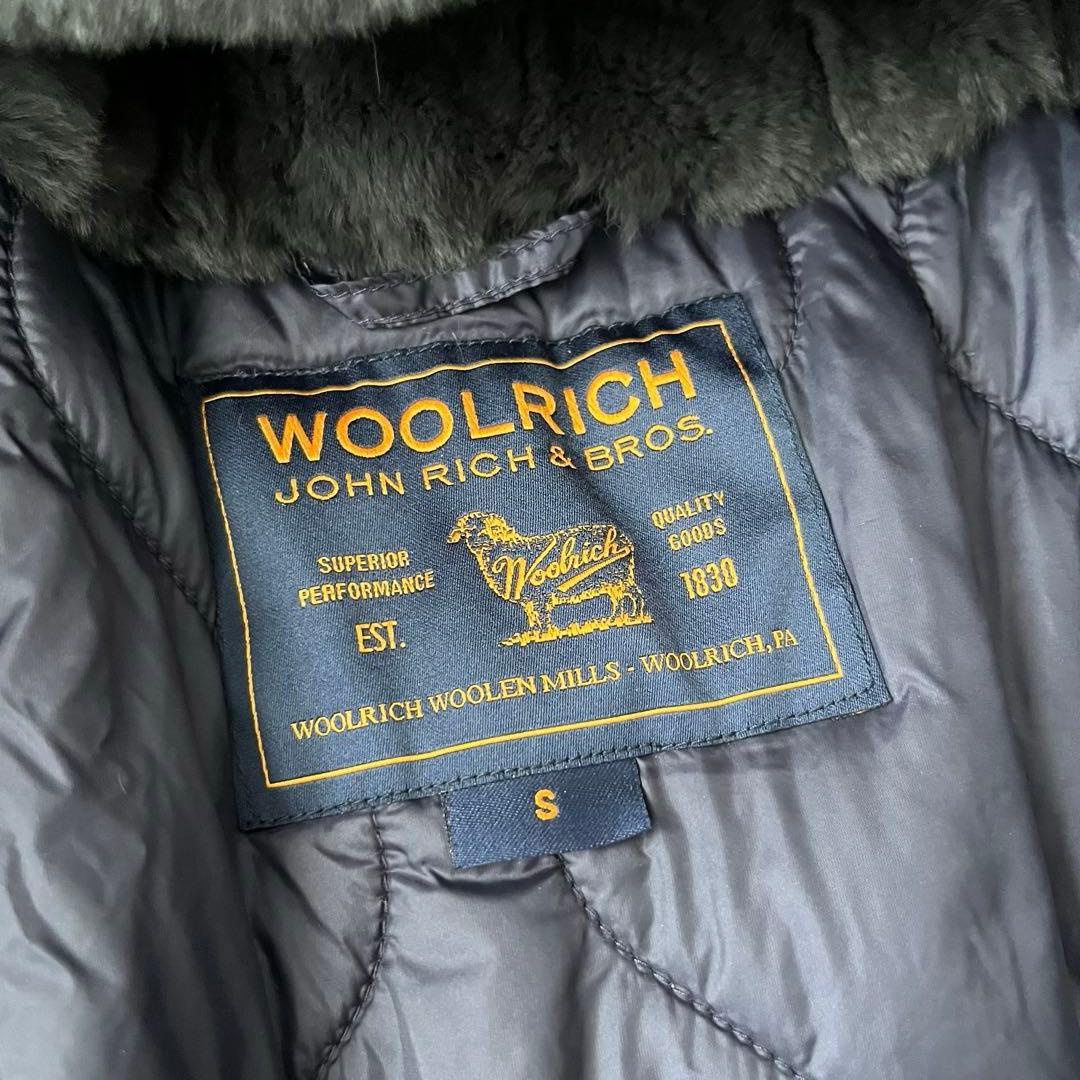 WOOLRICH
JOHN RICH & BROS.
SUPERIOR
PERFORMANCE
EST.
Woolrich
QUALITY
GOODS
1830
WOOLRICH WOOLEN MILLS - WOOLRICH, PA
S